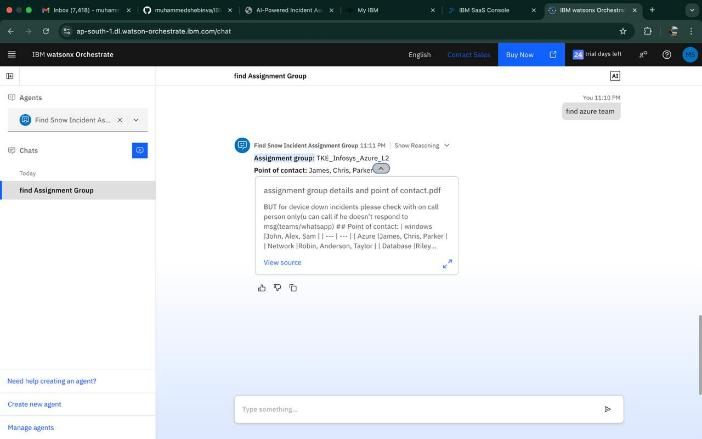 Inbox (7,418) - muhamm
muhammedshebinva/IB
AI-Powered Incident As
My IBM
IBM SaaS Console
IBM watsonx Orchestra
ap-south-1.dl.watson-orchestrate.ibm.com/chat
IBM watsonx Orchestrate
English
Contact Sales
Buy Now
24 trial days left
MS
find Assignment Group
AI
Agents
Find Snow Incident As...
Chats
Today
find Assignment Group
You 11:10 PM
find azure team
Find Snow Incident Assignment Group 11:11 PM | Show Reasoning
Assignment group: TKE_Infosys_Azure_L2
Point of contact: James, Chris, Parker
assignment group details and point of contact.pdf
BUT for device down incidents please check with on call
person only(u can call if he doesn't respond to
msg(teams/whatsapp) ## Point of contact: | windows
|John, Alex, Sam | | --- | --- | | Azure |James, Chris, Parker |
| Network |Robin, Anderson, Taylor | | Database |Riley...
View source
Need help creating an agent?
Create new agent
Manage agents
Type something...